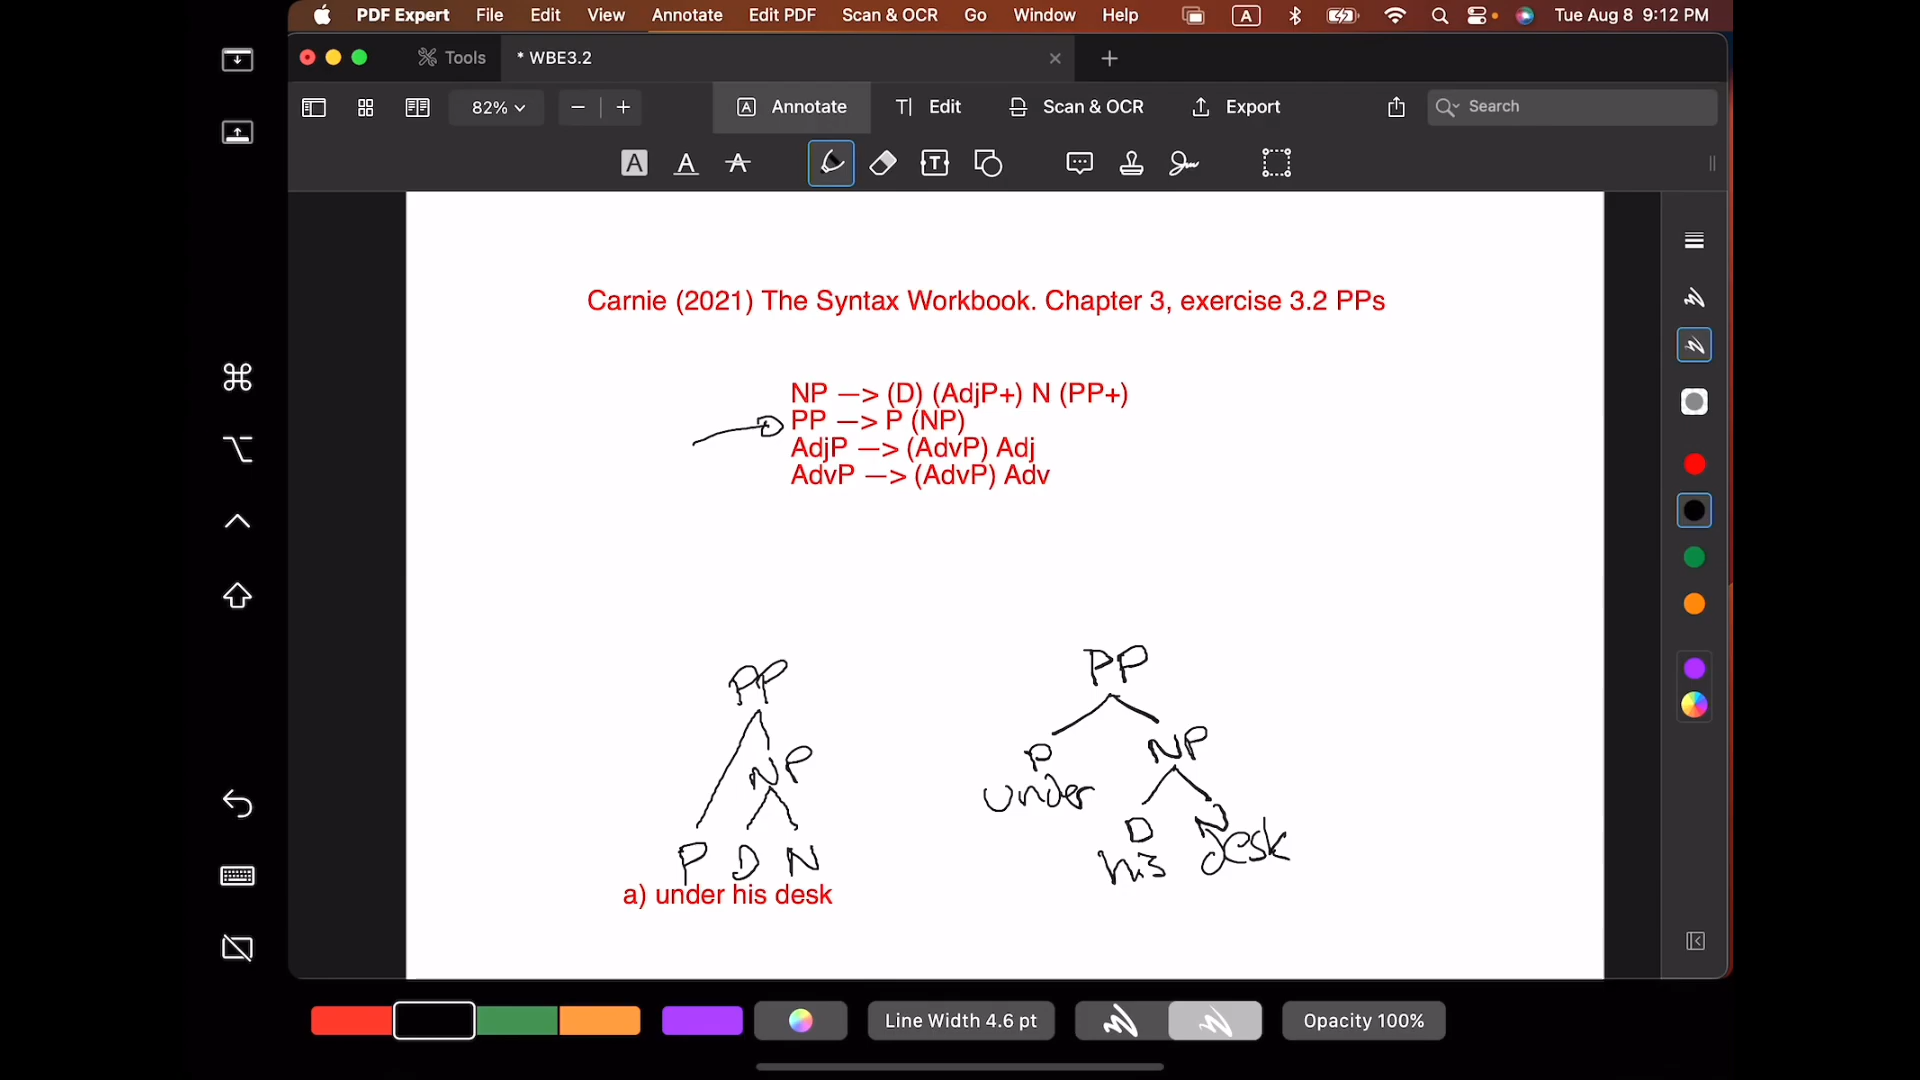 PDF Expert File Edit View Annotate Edit PDF Scan & OCR Go Window Help A Tue Aug 8 9:12 PM
Tools * WBE3.2
82% Annotate Edit Scan & OCR Export Search
A A A T
Carnie (2021) The Syntax Workbook. Chapter 3, exercise 3.2 PPs
NP —> (D) (AdjP+) N (PP+)
PP —> P (NP)
AdjP —> (AdvP) Adj
AdvP —> (AdvP) Adv
PP
NP
P D N
a) under his desk
PP
P NP
under
D N
his desk
Line Width 4.6 pt Opacity 100%